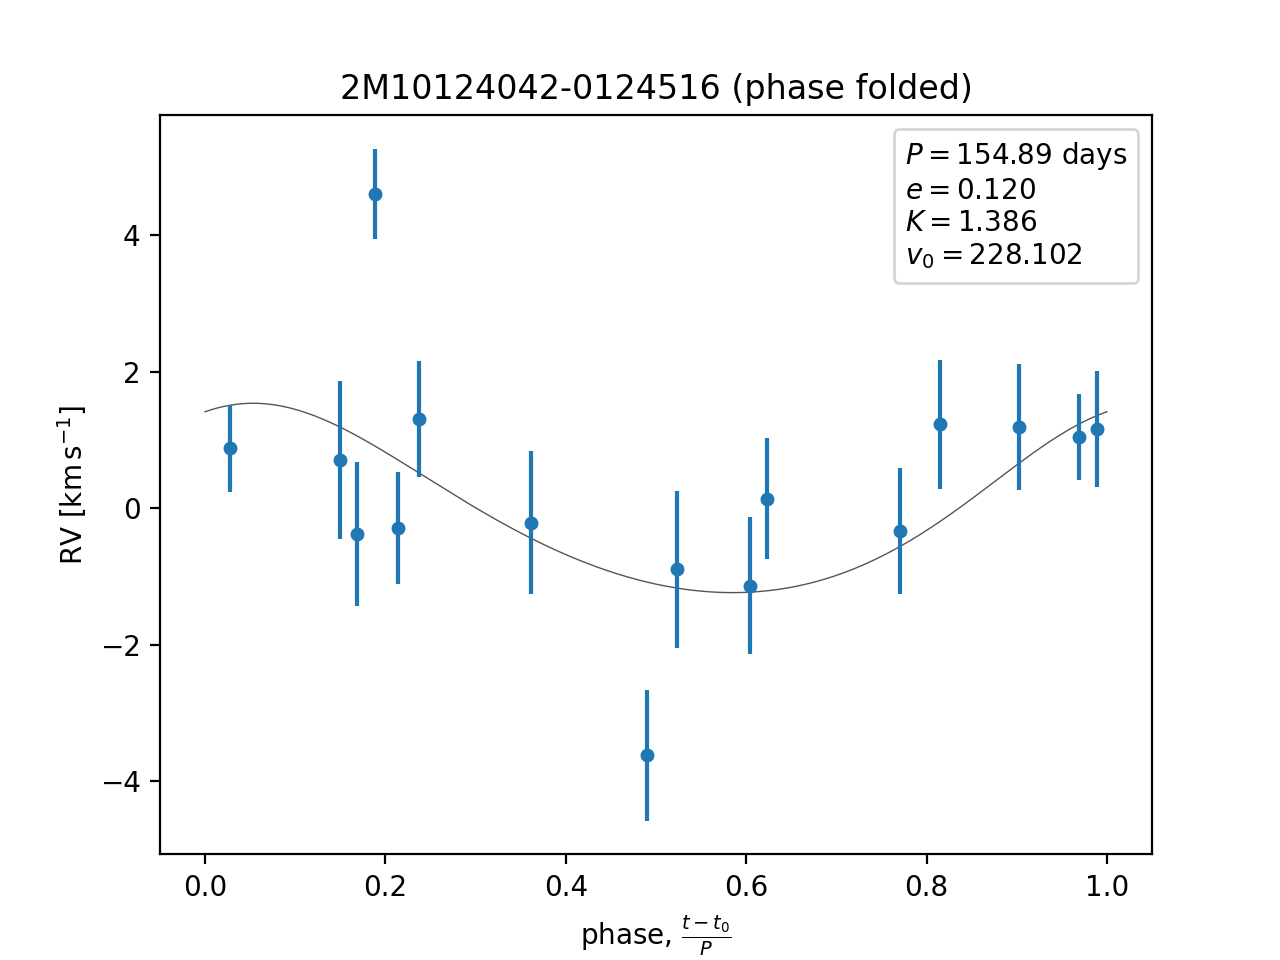 2M10124042-0124516 (phase folded)
P = 154.89 days
e = 0.120
K = 1.386
v₀ = 228.102
RV [km s⁻¹]
4
2
0
−2
−4
0.0 0.2 0.4 0.6 0.8 1.0
phase, (t − t₀)/P